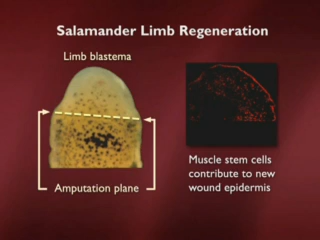 Salamander Limb Regeneration
Limb blastema
Amputation plane
Muscle stem cells
contribute to new
wound epidermis